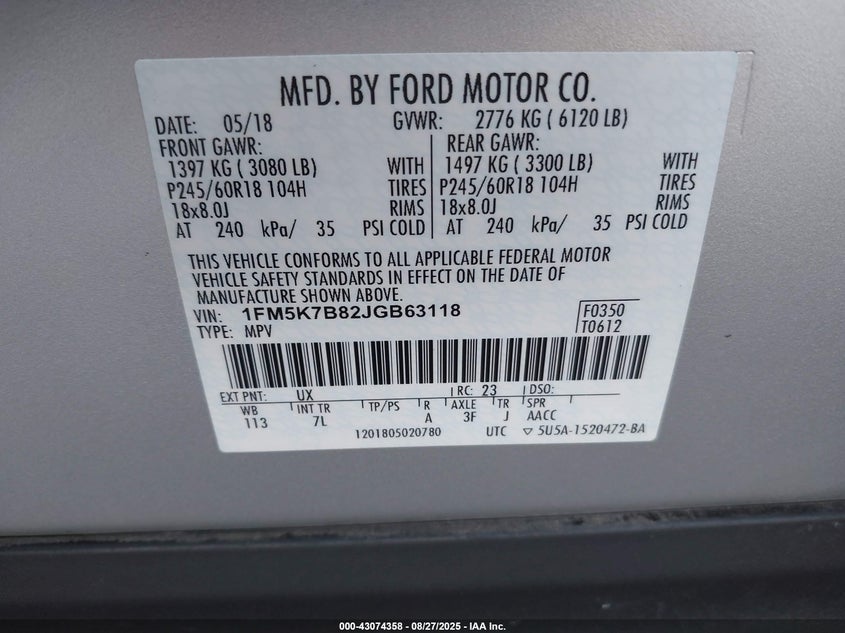 MFD. BY FORD MOTOR CO.
DATE: 05/18 GVWR: 2776 KG ( 6120 LB)
FRONT GAWR: REAR GAWR:
1397 KG ( 3080 LB) WITH 1497 KG ( 3300 LB) WITH
P245/60R18 104H TIRES P245/60R18 104H TIRES
18x8.0J RIMS 18x8.0J RIMS
AT 240 kPa/ 35 PSI COLD AT 240 kPa/ 35 PSI COLD
THIS VEHICLE CONFORMS TO ALL APPLICABLE FEDERAL MOTOR
VEHICLE SAFETY STANDARDS IN EFFECT ON THE DATE OF
MANUFACTURE SHOWN ABOVE.
VIN: 1FM5K7B82JGB63118 F0350
TYPE: MPV T0612
EXT PNT: UX RC: 23 DSO:
WB INT TR TP/PS R AXLE TR SPR
113 7L A 3F J AACC
1201805020780 UTC ▽ 5U5A-1520472-BA
000-43074358 - 08/27/2025 - IAA Inc.